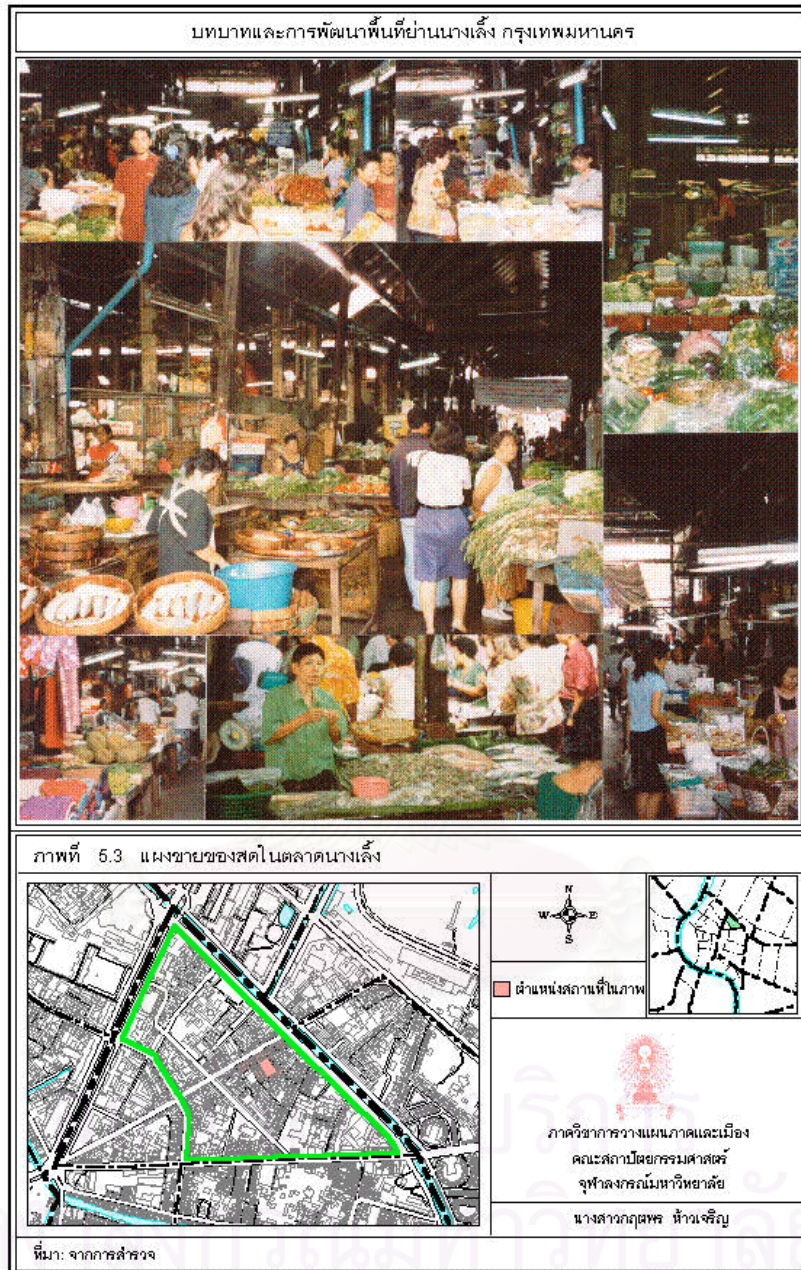 บทบาทและการพัฒนาพื้นที่ย่านนางเลิ้ง กรุงเทพมหานคร
ภาพที่ 5.3 แผงขายของสดในตลาดนางเลิ้ง
N
W E
S
ตำแหน่งสถานที่ในภาพ
ภาควิชาการวางแผนภาคและเมือง
คณะสถาปัตยกรรมศาสตร์
จุฬาลงกรณ์มหาวิทยาลัย
นางสาวกฤตพร ห้าวเจริญ
ที่มา: จากการสำรวจ